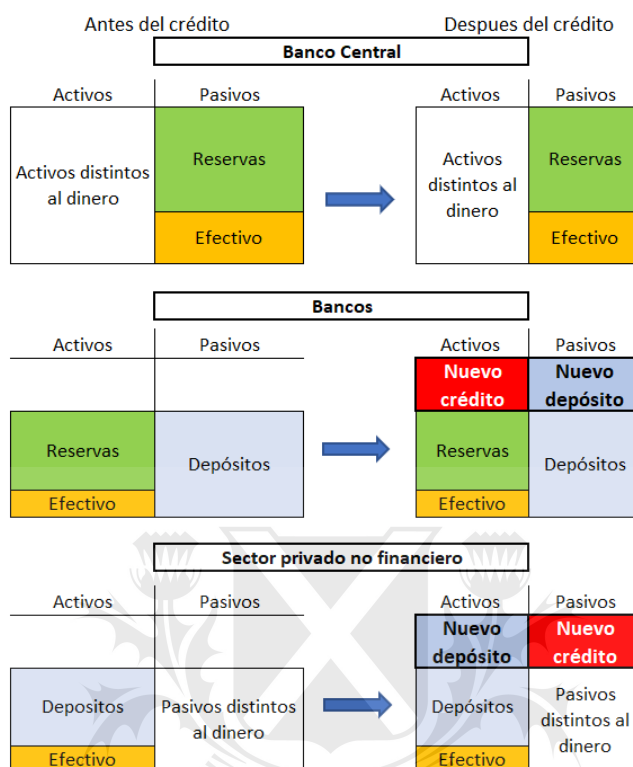 Antes del crédito
Despues del crédito
Banco Central
Activos Pasivos
Activos Pasivos
Activos distintos
al dinero
Reservas
Efectivo
Activos
distintos al
dinero
Reservas
Efectivo
Bancos
Activos Pasivos
Activos Pasivos
Reservas
Efectivo
Depósitos
Nuevo
crédito
Nuevo
depósito
Reservas
Efectivo
Depósitos
Sector privado no financiero
Activos Pasivos
Activos Pasivos
Depositos
Efectivo
Pasivos distintos
al dinero
Nuevo
depósito
Nuevo
crédito
Depósitos
Efectivo
Pasivos
distintos al
dinero